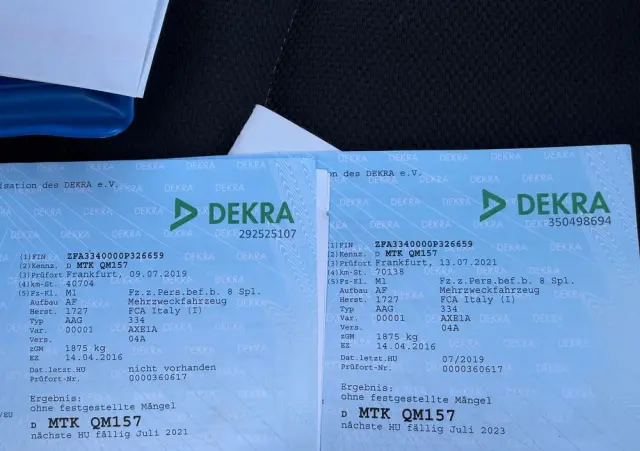 isation des DEKRA e.V.
DEKRA
292525107
(1) FIN ZFA3340000P326659
(2) Kennz. D MTK QM157
(3) Prüfort Frankfurt, 09.07.2019
(4) km-St. 40704
(5) Fz-Kl. M1 Fz.z.Pers.bef.b. 8 Spl.
Aufbau AF Mehrzweckfahrzeug
Herst. 1727 FCA Italy (I)
Typ AAG 334
Var. 00001 AXE1A
Vers. 04A
zGM 1875 kg
EZ 14.04.2016
Dat.letzt.HU nicht vorhanden
Prüfort-Nr. 0000360617
Ergebnis:
ohne festgestellte Mängel
D MTK QM157
nächste HU fällig Juli 2021
/EU
ion des DEKRA e.V.
DEKRA
350498694
(1) FIN ZFA3340000P326659
(2) Kennz. D MTK QM157
(3) Prüfort Frankfurt, 13.07.2021
(4) km-St. 70138
(5) Fz-Kl. M1 Fz.z.Pers.bef.b. 8 Spl.
Aufbau AF Mehrzweckfahrzeug
Herst. 1727 FCA Italy (I)
Typ AAG 334
Var. 00001 AXE1A
Vers. 04A
zGM 1875 kg
EZ 14.04.2016
Dat.letzt.HU 07/2019
Prüfort-Nr. 0000360617
Ergebnis:
ohne festgestellte Mängel
D MTK QM157
nächste HU fällig Juli 2023